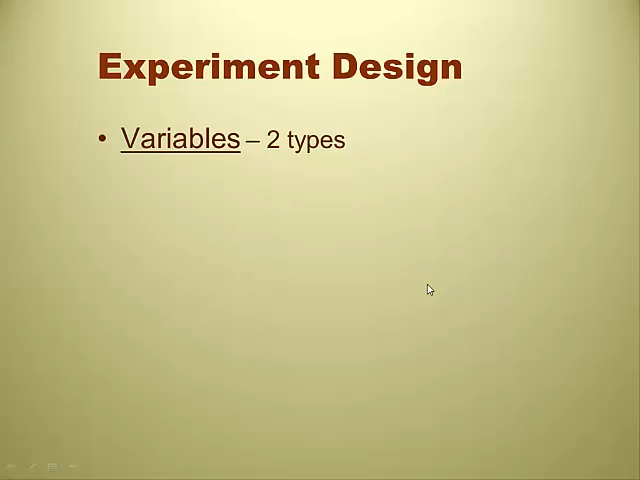 Experiment Design
• Variables – 2 types